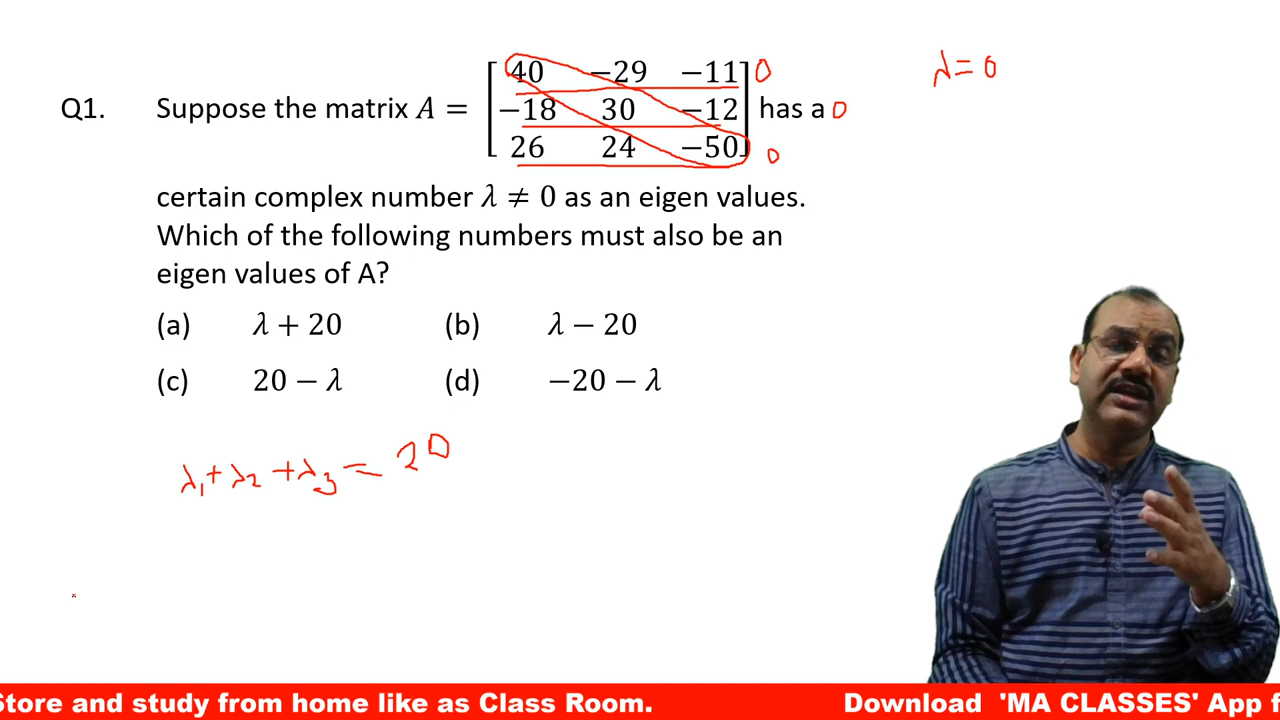 Q1. Suppose the matrix A = [40 −29 −11] 0 has a 0
[−18 30 −12]
[26 24 −50] 0
λ = 0
certain complex number λ ≠ 0 as an eigen values.
Which of the following numbers must also be an
eigen values of A?
(a) λ + 20 (b) λ − 20
(c) 20 − λ (d) −20 − λ
λ₁ + λ₂ + λ₃ = 20
Store and study from home like as Class Room. Download 'MA CLASSES' App f